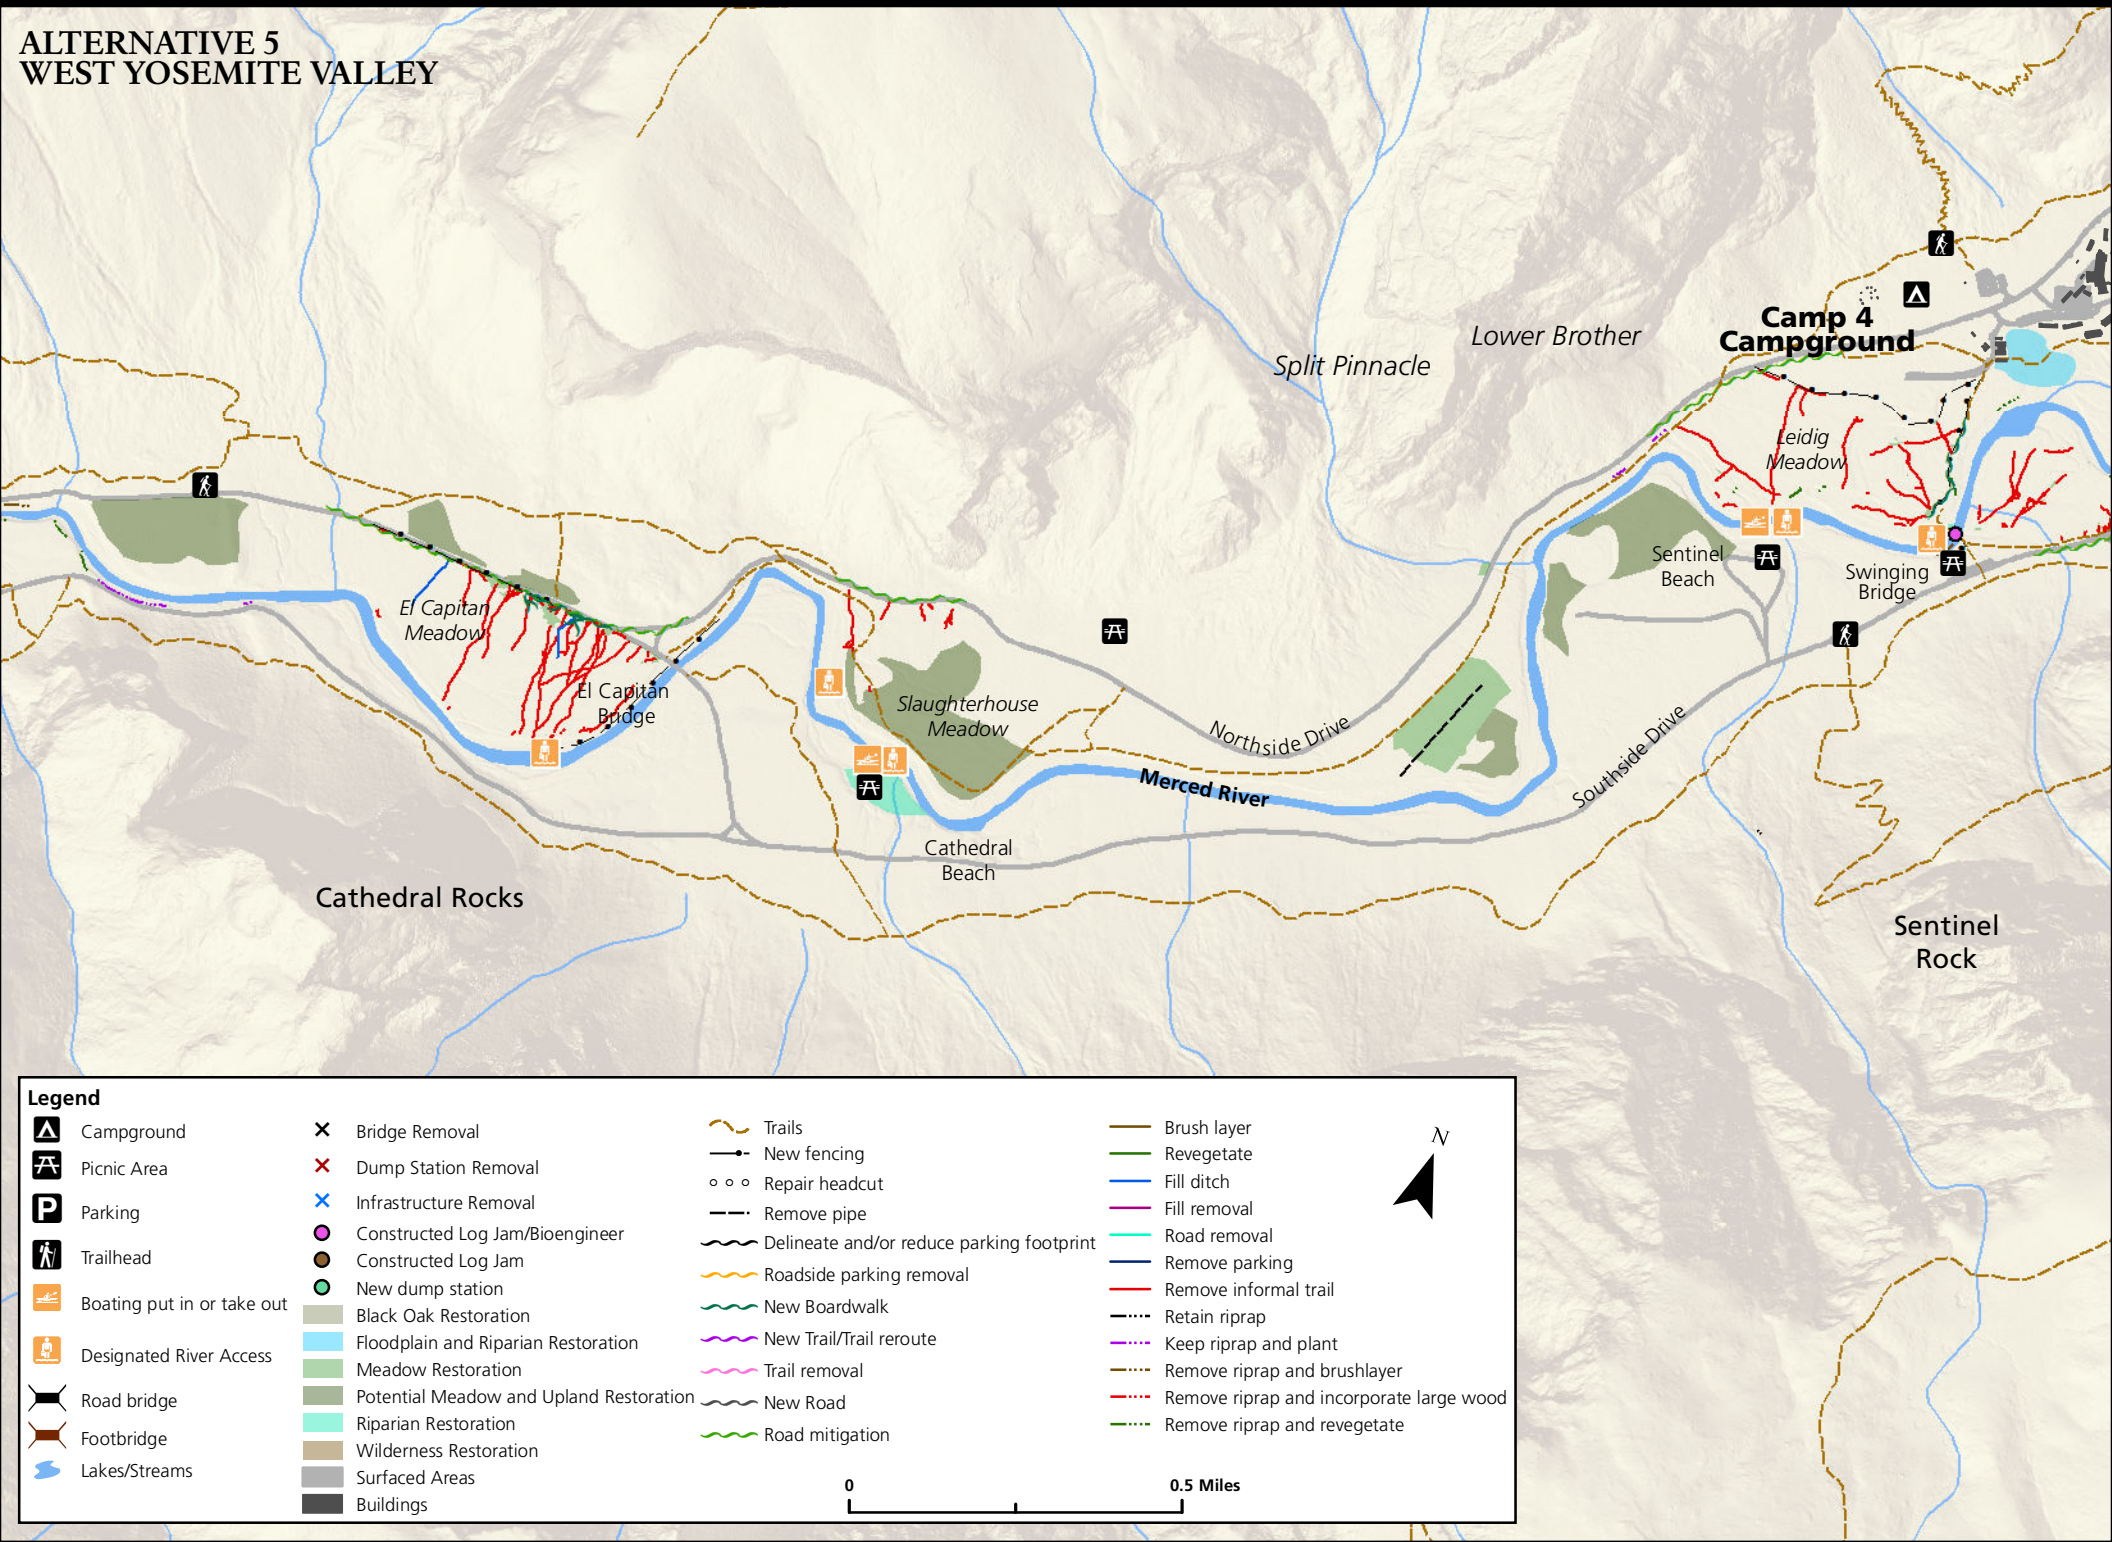 ALTERNATIVE 5
WEST YOSEMITE VALLEY
Lower Brother
Split Pinnacle
Camp 4
Campground
Leidig
Meadow
Sentinel
Beach
Swinging
Bridge
El Capitan
Meadow
El Capitan
Bridge
Slaughterhouse
Meadow
Northside Drive
Southside Drive
Merced River
Cathedral
Beach
Cathedral Rocks
Sentinel
Rock
Legend
Campground
Picnic Area
Parking
P
Trailhead
Boating put in or take out
Designated River Access
Road bridge
Footbridge
Lakes/Streams
Bridge Removal
Dump Station Removal
Infrastructure Removal
Constructed Log Jam/Bioengineer
Constructed Log Jam
New dump station
Black Oak Restoration
Floodplain and Riparian Restoration
Meadow Restoration
Potential Meadow and Upland Restoration
Riparian Restoration
Wilderness Restoration
Surfaced Areas
Buildings
Trails
New fencing
Repair headcut
Remove pipe
Delineate and/or reduce parking footprint
Roadside parking removal
New Boardwalk
New Trail/Trail reroute
Trail removal
New Road
Road mitigation
Brush layer
Revegetate
Fill ditch
Fill removal
Road removal
Remove parking
Remove informal trail
Retain riprap
Keep riprap and plant
Remove riprap and brushlayer
Remove riprap and incorporate large wood
Remove riprap and revegetate
N
0 0.5 Miles